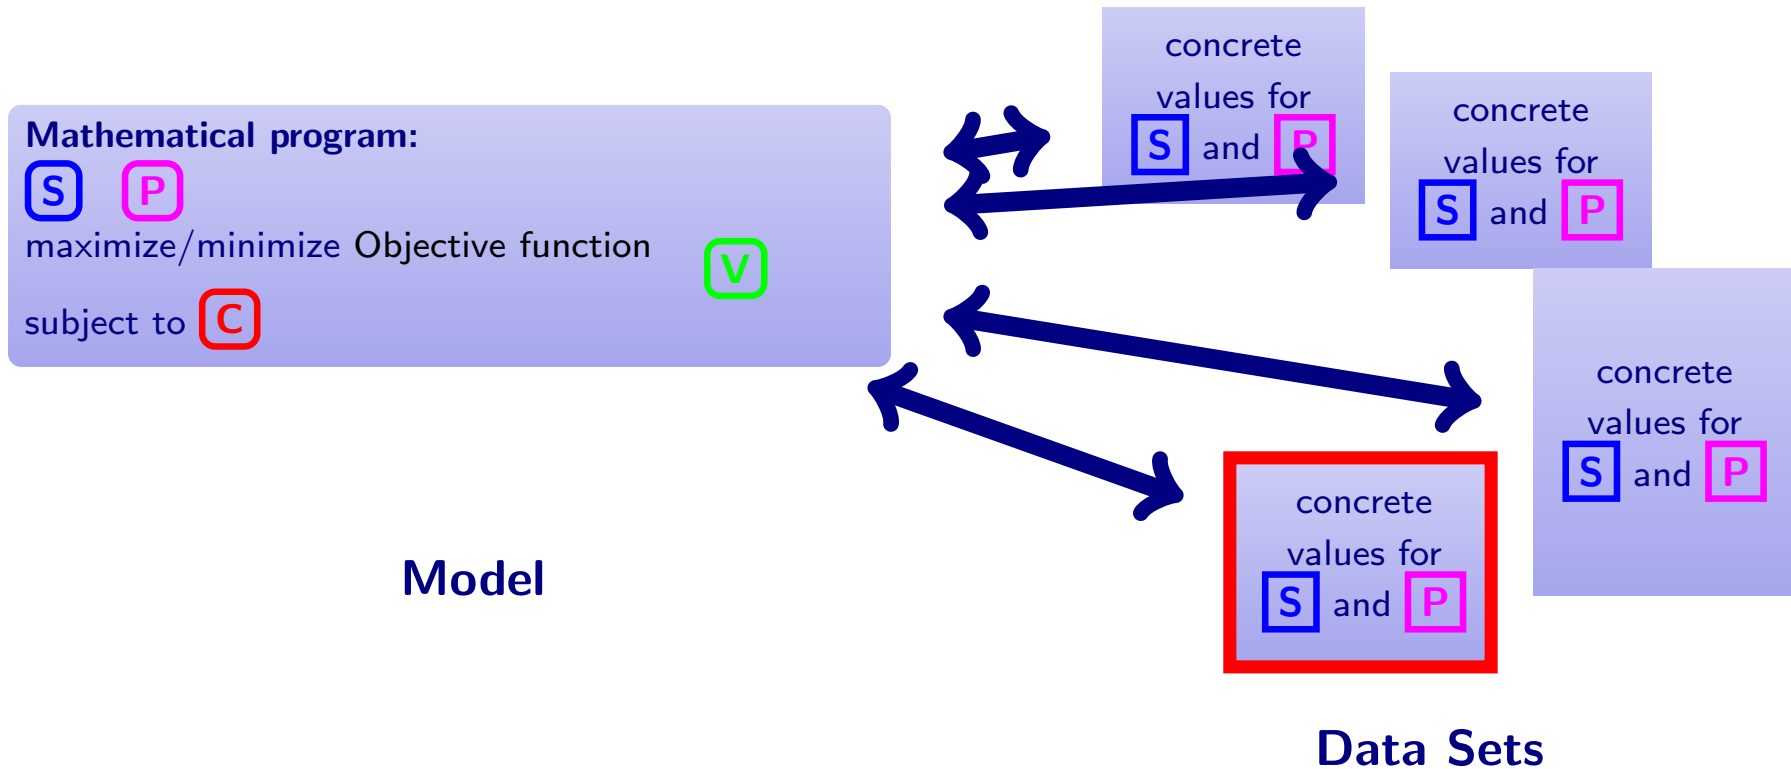 Mathematical program:
S P
maximize/minimize Objective function
V
subject to C
Model
concrete
values for
S and P
concrete
values for
S and P
concrete
values for
S and P
concrete
values for
S and P
Data Sets